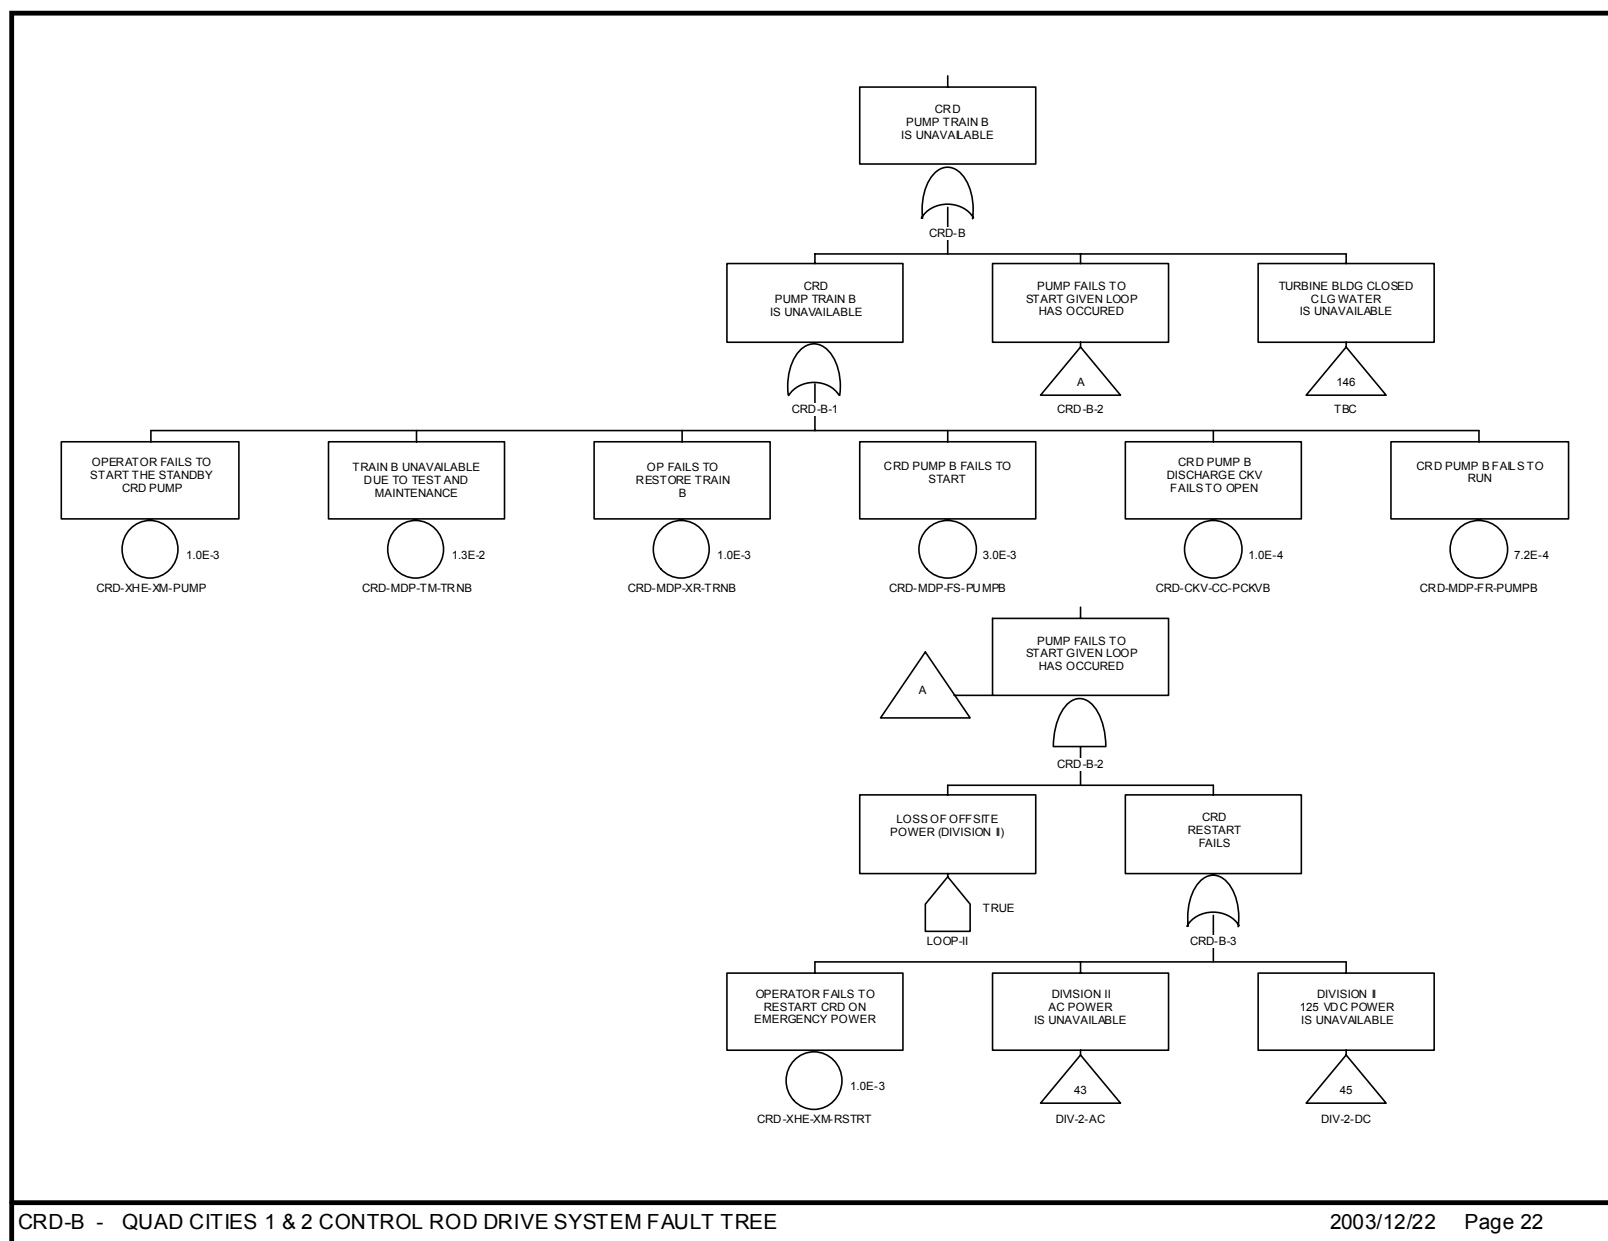 CRD
PUMP TRAIN B
IS UNAVAILABLE
CRD-B
CRD
PUMP TRAIN B
IS UNAVAILABLE
PUMP FAILS TO
START GIVEN LOOP
HAS OCCURED
TURBINE BLDG CLOSED
CLG WATER
IS UNAVAILABLE
A
146
CRD-B-1
CRD-B-2
TBC
OPERATOR FAILS TO
START THE STANDBY
CRD PUMP
TRAIN B UNAVAILABLE
DUE TO TEST AND
MAINTENANCE
OP FAILS TO
RESTORE TRAIN
B
CRD PUMP B FAILS TO
START
CRD PUMP B
DISCHARGE CKV
FAILS TO OPEN
CRD PUMP B FAILS TO
RUN
1.0E-3
1.3E-2
1.0E-3
3.0E-3
1.0E-4
7.2E-4
CRD-XHE-XM-PUMP
CRD-MDP-TM-TRNB
CRD-MDP-XR-TRNB
CRD-MDP-FS-PUMPB
CRD-CKV-CC-PCKVB
CRD-MDP-FR-PUMPB
PUMP FAILS TO
START GIVEN LOOP
HAS OCCURED
A
CRD-B-2
LOSS OF OFFSITE
POWER (DIVISION II)
CRD
RESTART
FAILS
TRUE
LOOP-II
CRD-B-3
OPERATOR FAILS TO
RESTART CRD ON
EMERGENCY POWER
DIVISION II
AC POWER
IS UNAVAILABLE
DIVISION II
125 VDC POWER
IS UNAVAILABLE
1.0E-3
43
45
CRD-XHE-XM-RSTRT
DIV-2-AC
DIV-2-DC
CRD-B - QUAD CITIES 1 & 2 CONTROL ROD DRIVE SYSTEM FAULT TREE
2003/12/22 Page 22